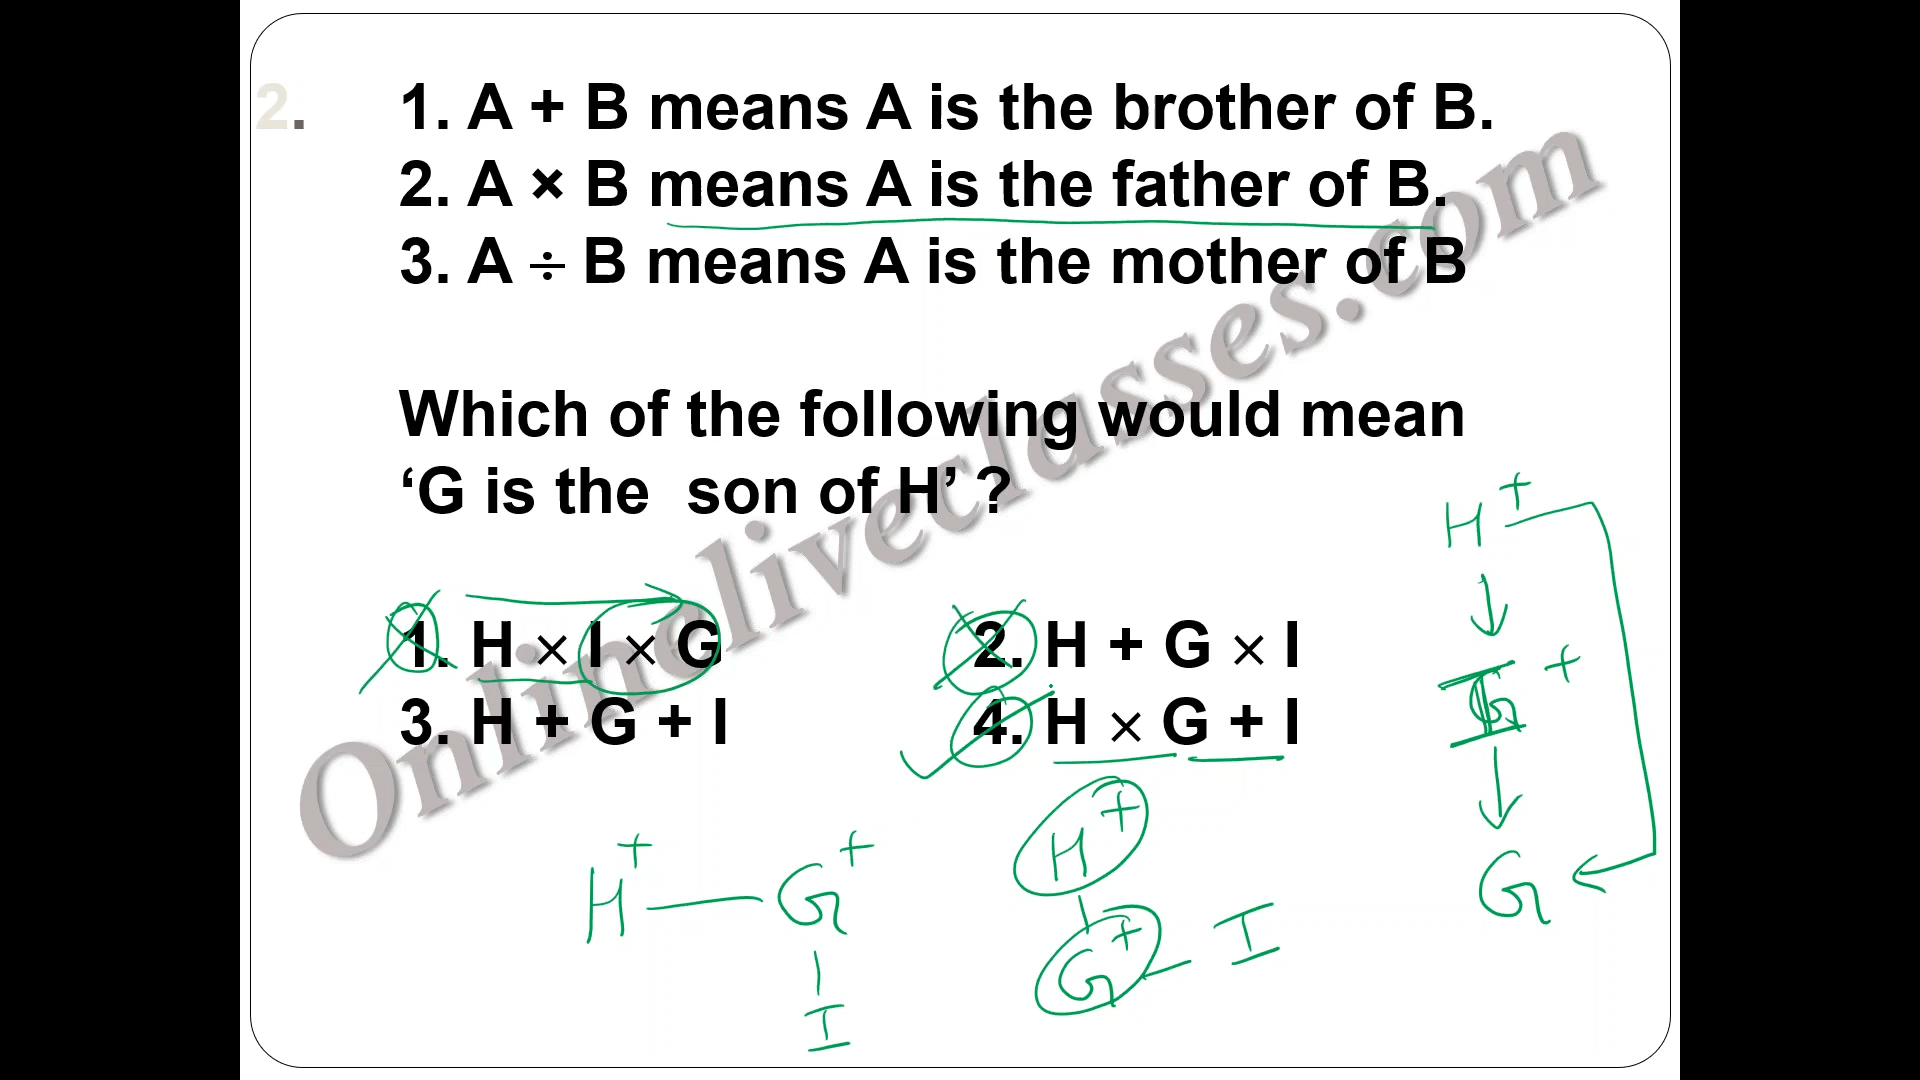 2. 1. A + B means A is the brother of B.
2. A × B means A is the father of B.
3. A ÷ B means A is the mother of B
Which of the following would mean
‘G is the son of H’ ?
1. H × I × G 2. H + G × I
3. H + G + I 4. H × G + I
Onlineliveclasses.com
H +
+
G
G
H + G +
I
H +
G + I